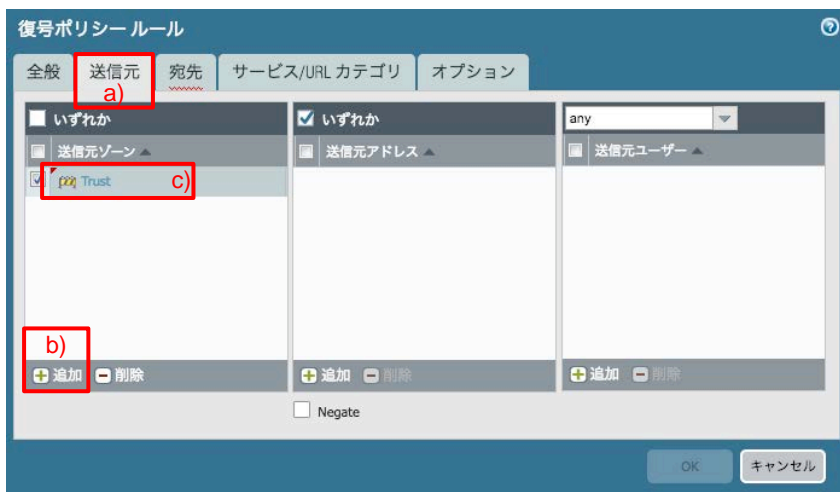 復号ポリシー ルール
全般 送信元 宛先 サービス/URL カテゴリ オプション
a)
いずれか いずれか any
送信元ゾーン 送信元アドレス 送信元ユーザー
Trust c)
b)
追加 削除 追加 削除 追加 削除
Negate
OK キャンセル